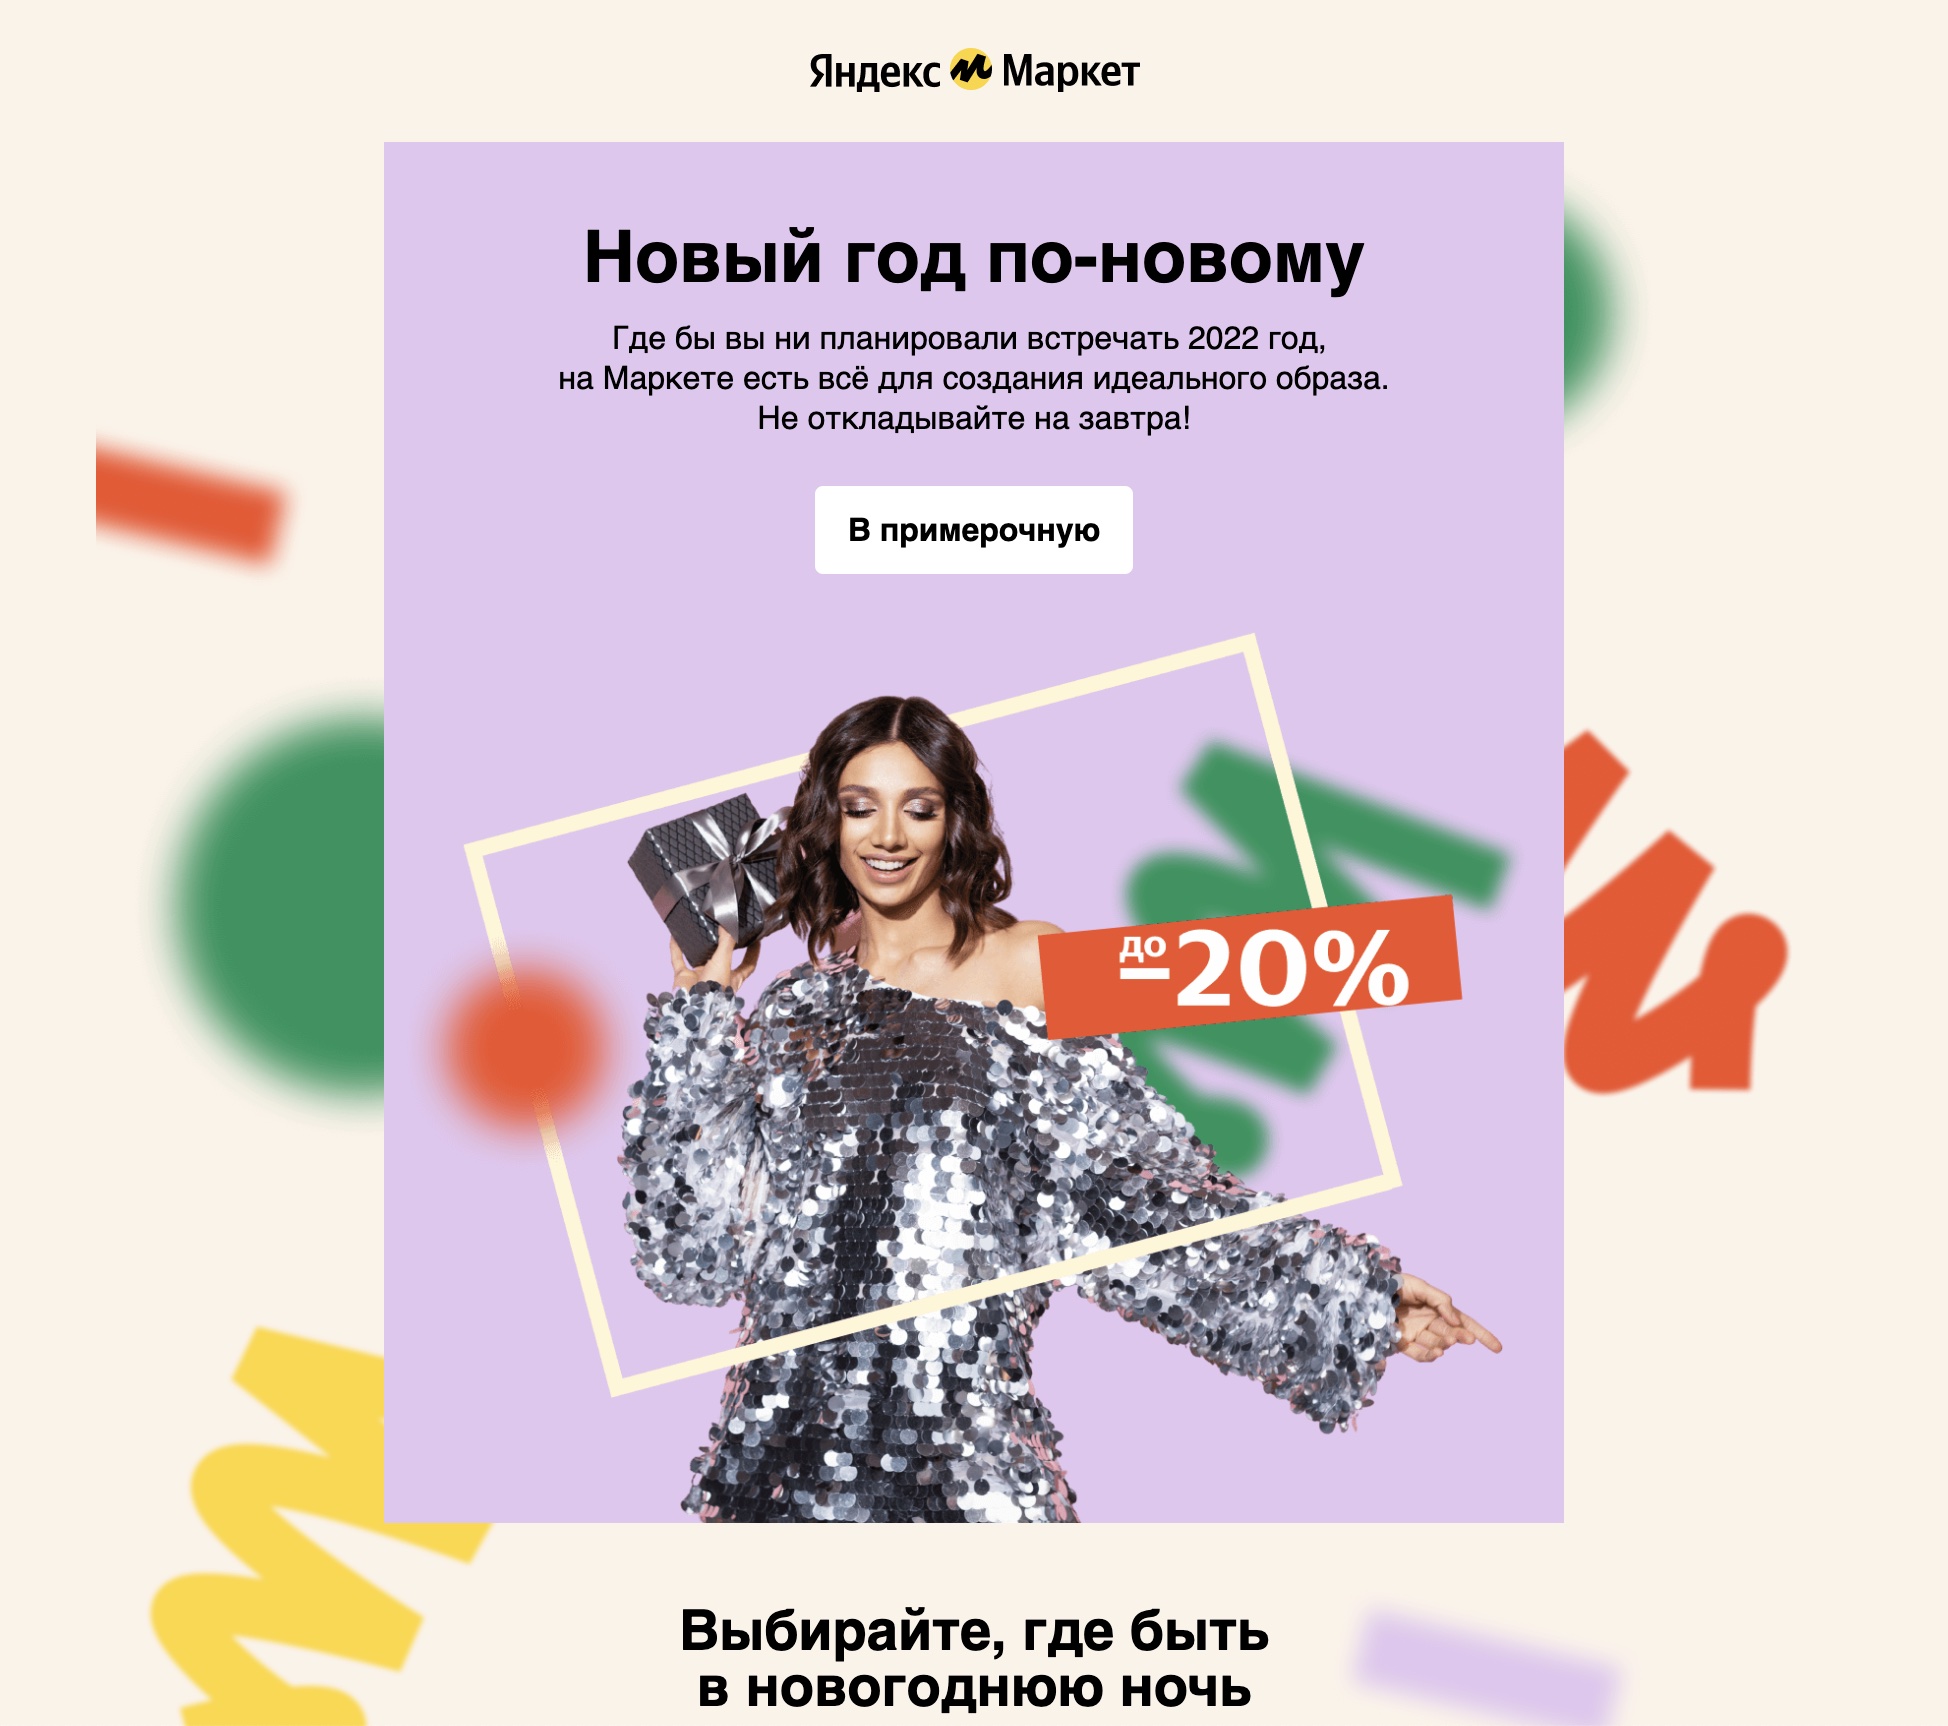 Яндекс Маркет
Новый год по-новому
Где бы вы ни планировали встречать 2022 год,
на Маркете есть всё для создания идеального образа.
Не откладывайте на завтра!
В примерочную
до
–20%
Выбирайте, где быть
в новогоднюю ночь